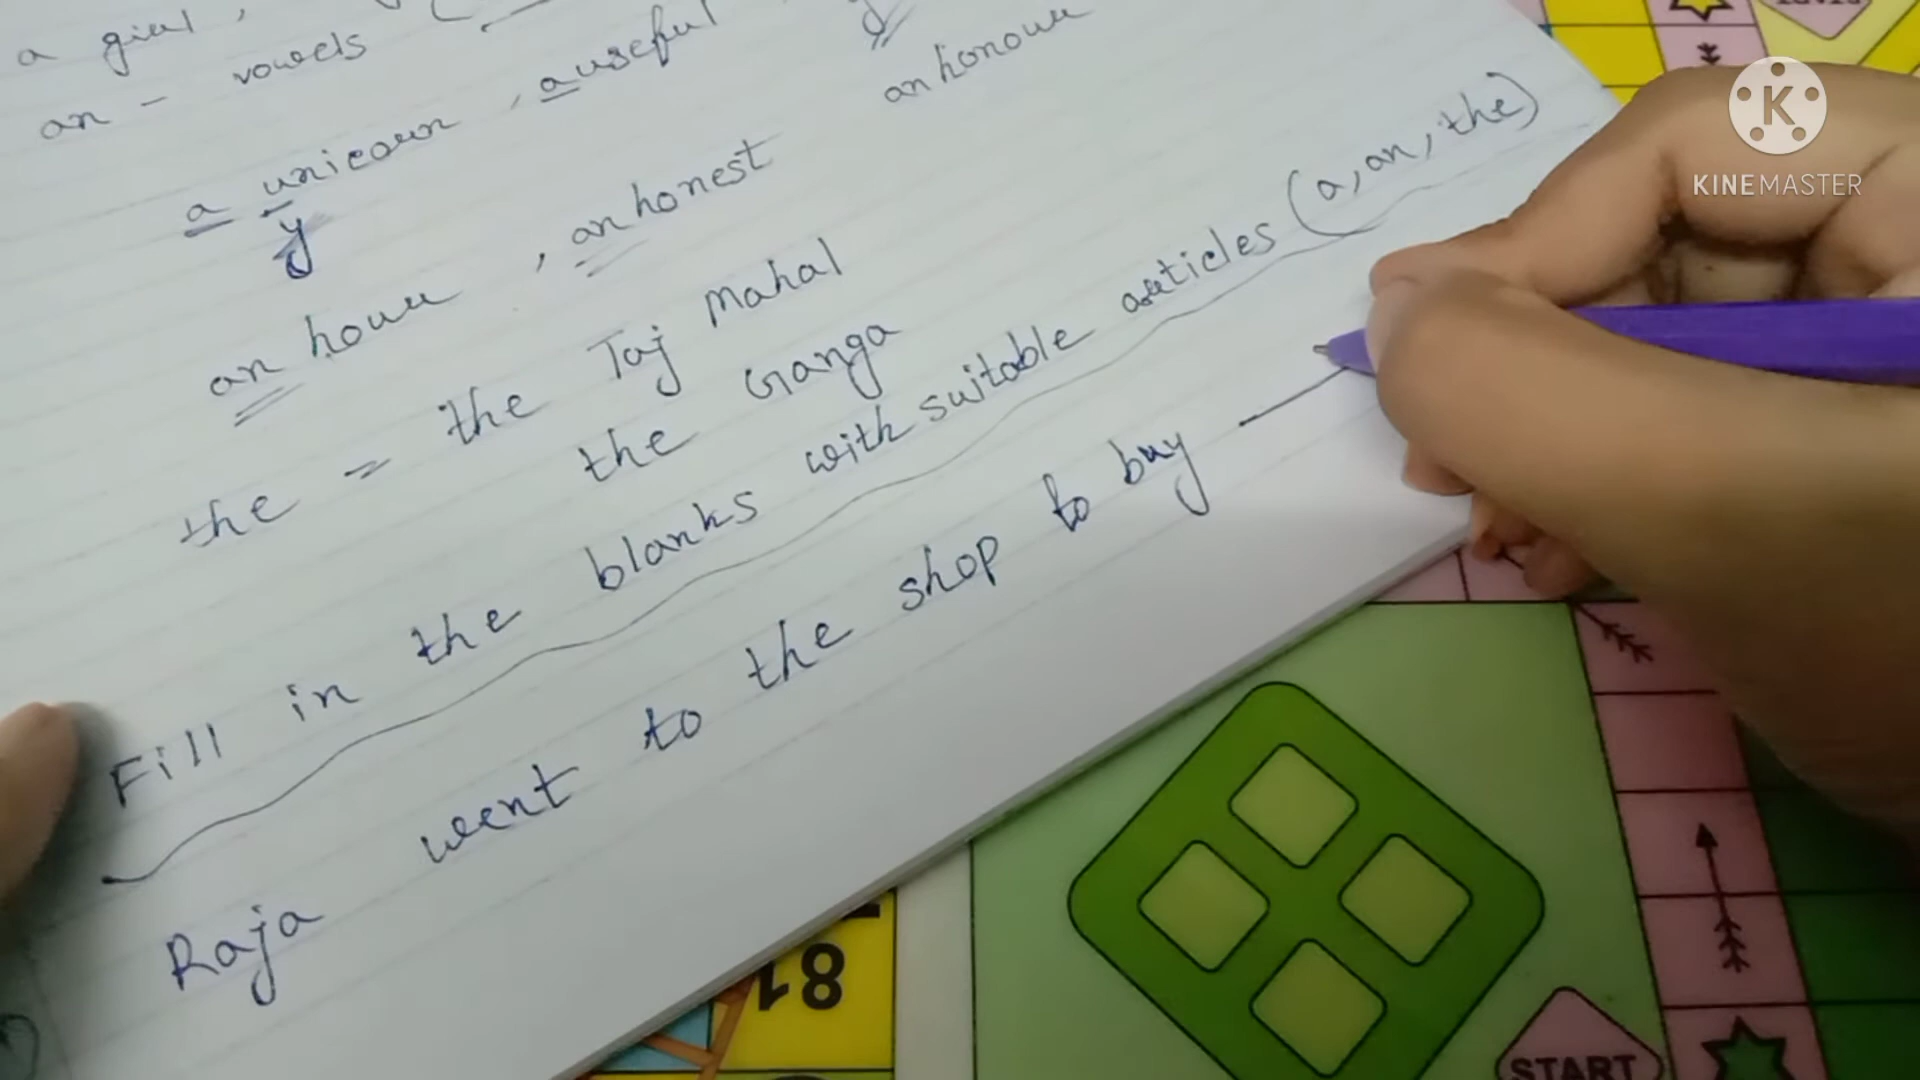 a girl,
an - vowels
a unicorn, a useful
y
an hour, an honest an honour
the = the Taj Mahal
the Ganga
Fill in the blanks with suitable articles (a, an, the)
Raja went to the shop to buy
KINEMASTER
81
START